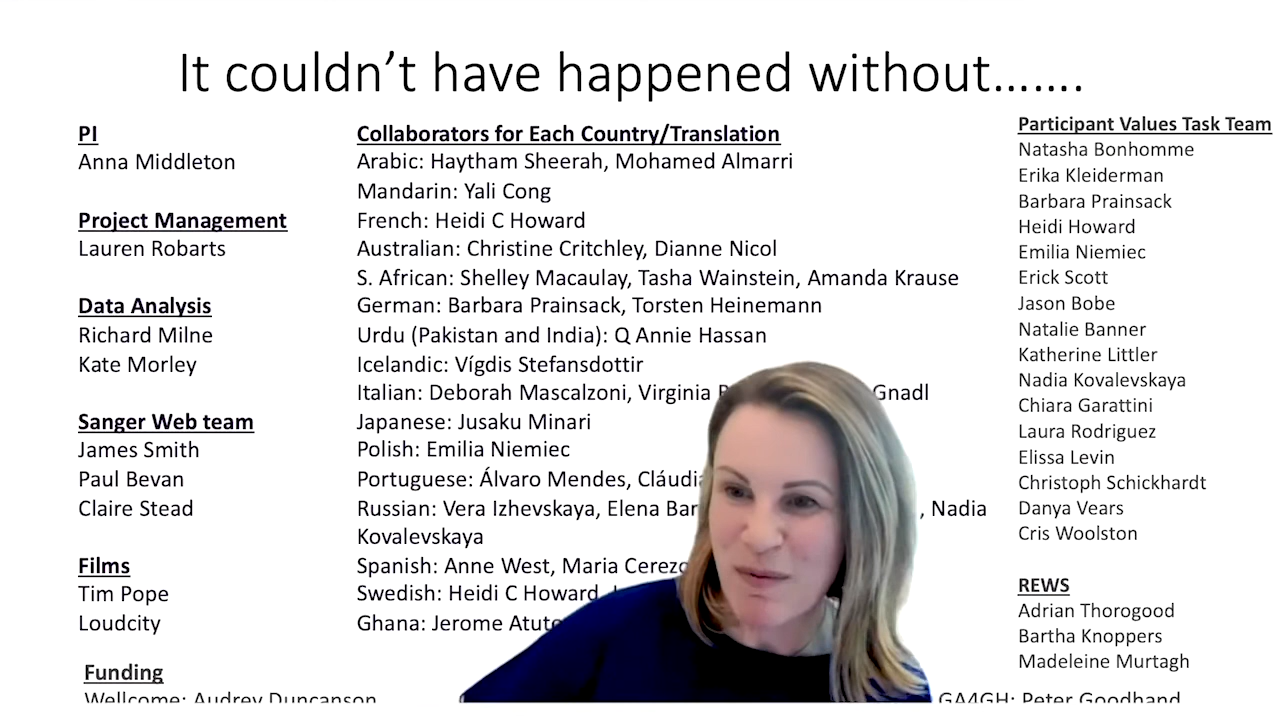 It couldn’t have happened without…….
PI
Anna Middleton
Project Management
Lauren Robarts
Data Analysis
Richard Milne
Kate Morley
Sanger Web team
James Smith
Paul Bevan
Claire Stead
Films
Tim Pope
Loudcity
Funding
Wellcome: Audrey Duncanson
Collaborators for Each Country/Translation
Arabic: Haytham Sheerah, Mohamed Almarri
Mandarin: Yali Cong
French: Heidi C Howard
Australian: Christine Critchley, Dianne Nicol
S. African: Shelley Macaulay, Tasha Wainstein, Amanda Krause
German: Barbara Prainsack, Torsten Heinemann
Urdu (Pakistan and India): Q Annie Hassan
Icelandic: Vígdis Stefansdottir
Italian: Deborah Mascalzoni, Virginia Gnadl
Japanese: Jusaku Minari
Polish: Emilia Niemiec
Portuguese: Álvaro Mendes,
Russian: Vera Izhevskaya, Elena , Nadia
Kovalevskaya
Spanish: Anne West, Maria
Swedish: Heidi C Howard,
Ghana: Jerome
GA4GH: Peter Goodhand
Participant Values Task Team
Natasha Bonhomme
Erika Kleiderman
Barbara Prainsack
Heidi Howard
Emilia Niemiec
Erick Scott
Jason Bobe
Natalie Banner
Katherine Littler
Nadia Kovalevskaya
Chiara Garattini
Laura Rodriguez
Elissa Levin
Christoph Schickhardt
Danya Vears
Cris Woolston
REWS
Adrian Thorogood
Bartha Knoppers
Madeleine Murtagh